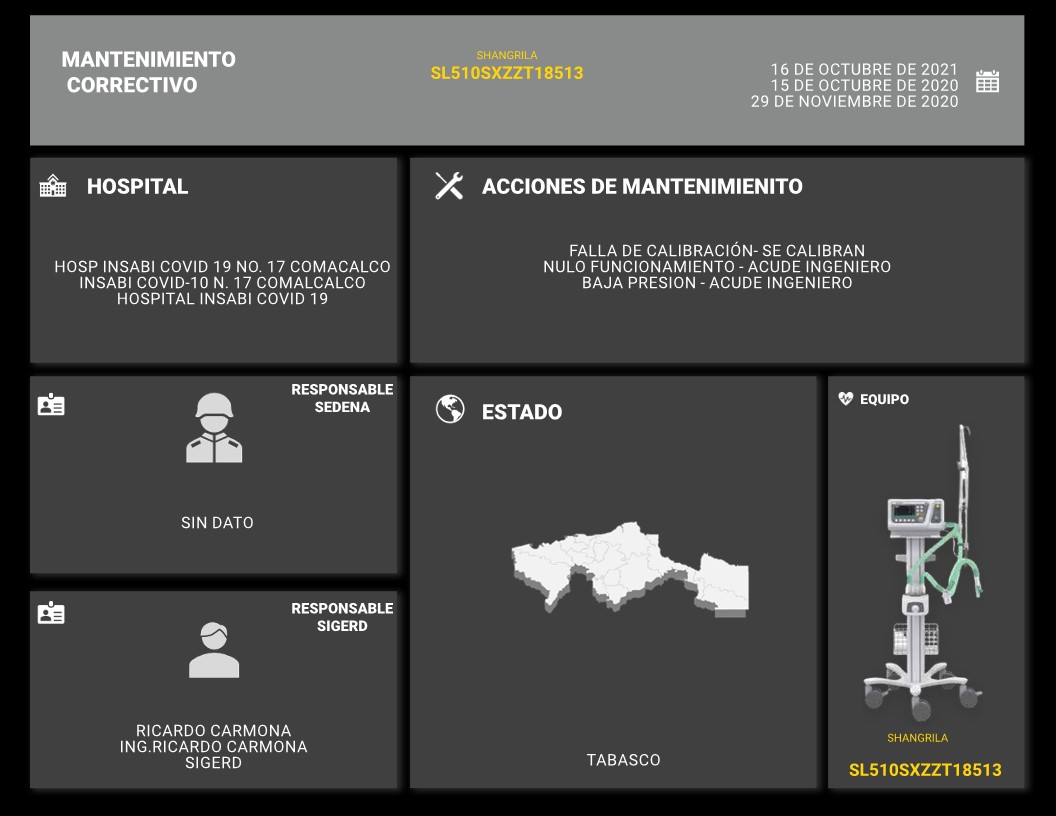 MANTENIMIENTO
CORRECTIVO
SHANGRILA
SL510SXZZT18513
16 DE OCTUBRE DE 2021
15 DE OCTUBRE DE 2020
29 DE NOVIEMBRE DE 2020
HOSPITAL
HOSP INSABI COVID 19 NO. 17 COMACALCO
INSABI COVID-10 N. 17 COMALCALCO
HOSPITAL INSABI COVID 19
ACCIONES DE MANTENIMIENITO
FALLA DE CALIBRACIÓN- SE CALIBRAN
NULO FUNCIONAMIENTO - ACUDE INGENIERO
BAJA PRESION - ACUDE INGENIERO
RESPONSABLE
SEDENA
SIN DATO
RESPONSABLE
SIGERD
RICARDO CARMONA
ING.RICARDO CARMONA
SIGERD
ESTADO
TABASCO
EQUIPO
SHANGRILA
SL510SXZZT18513